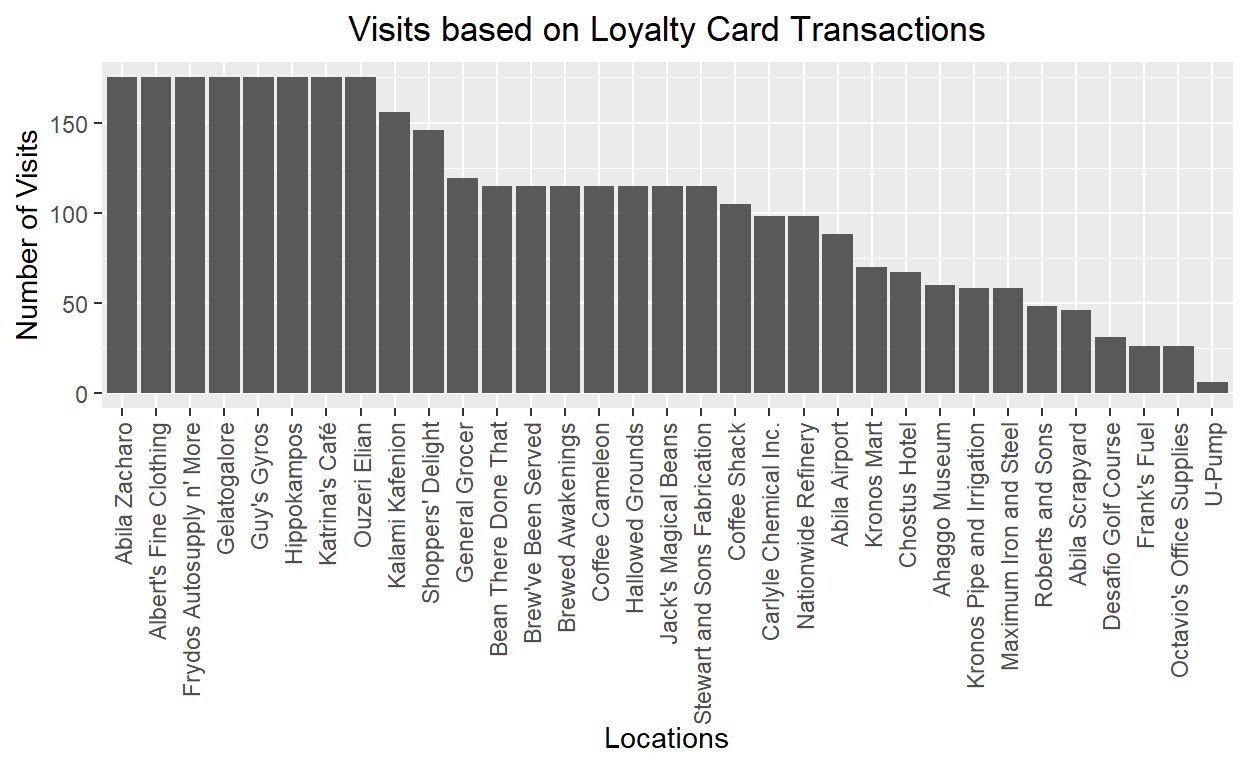 Visits based on Loyalty Card Transactions
Number of Visits
150
100
50
0
Abila Zacharo
Albert's Fine Clothing
Frydos Autosupply n' More
Gelatogalore
Guy's Gyros
Hippokampos
Katrina's Café
Ouzeri Elian
Kalami Kafenion
Shoppers' Delight
General Grocer
Bean There Done That
Brew've Been Served
Brewed Awakenings
Coffee Cameleon
Hallowed Grounds
Jack's Magical Beans
Stewart and Sons Fabrication
Coffee Shack
Carlyle Chemical Inc.
Nationwide Refinery
Abila Airport
Kronos Mart
Chostus Hotel
Ahaggo Museum
Kronos Pipe and Irrigation
Maximum Iron and Steel
Roberts and Sons
Abila Scrapyard
Desafio Golf Course
Frank's Fuel
Octavio's Office Supplies
U-Pump
Locations